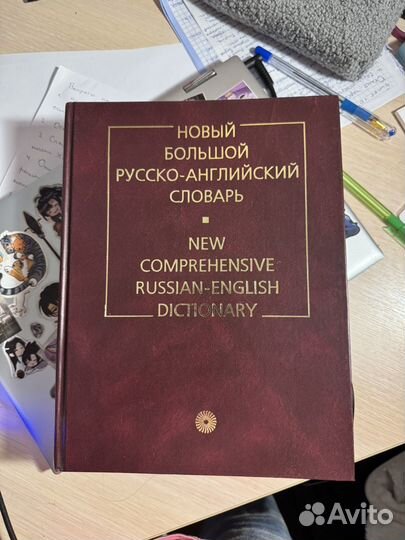 НОВЫЙ
БОЛЬШОЙ
РУССКО-АНГЛИЙСКИЙ
СЛОВАРЬ
NEW
COMPREHENSIVE
RUSSIAN-ENGLISH
DICTIONARY
Avito